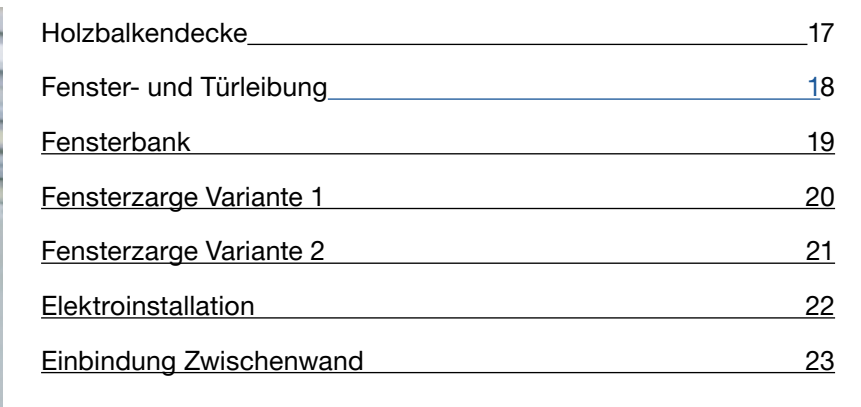 Holzbalkendecke 17
Fenster- und Türleibung 18
Fensterbank 19
Fensterzarge Variante 1 20
Fensterzarge Variante 2 21
Elektroinstallation 22
Einbindung Zwischenwand 23